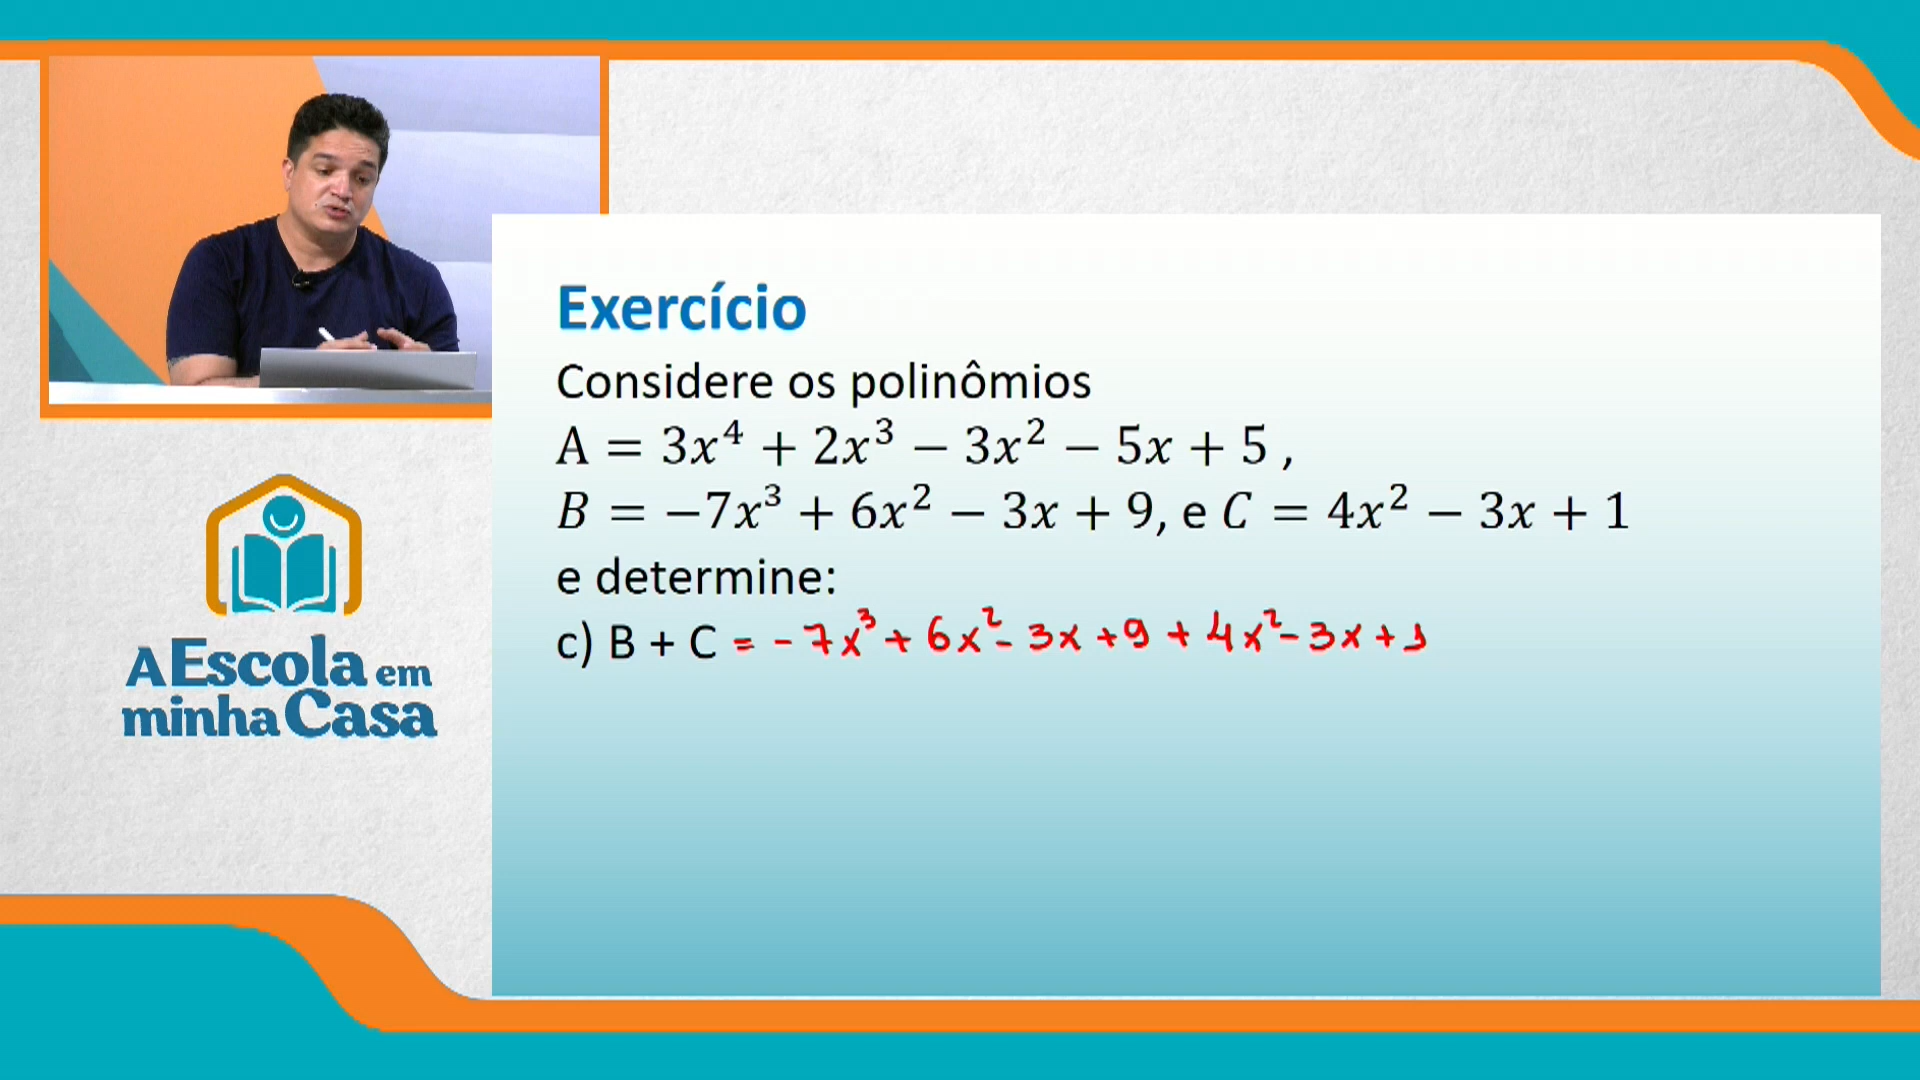 Exercício
Considere os polinômios
A = 3x⁴ + 2x³ − 3x² − 5x + 5 ,
B = −7x³ + 6x² − 3x + 9, e C = 4x² − 3x + 1
e determine:
c) B + C = - 7x³ + 6x² - 3x + 9 + 4x² - 3x + 1
A Escola em
minha Casa